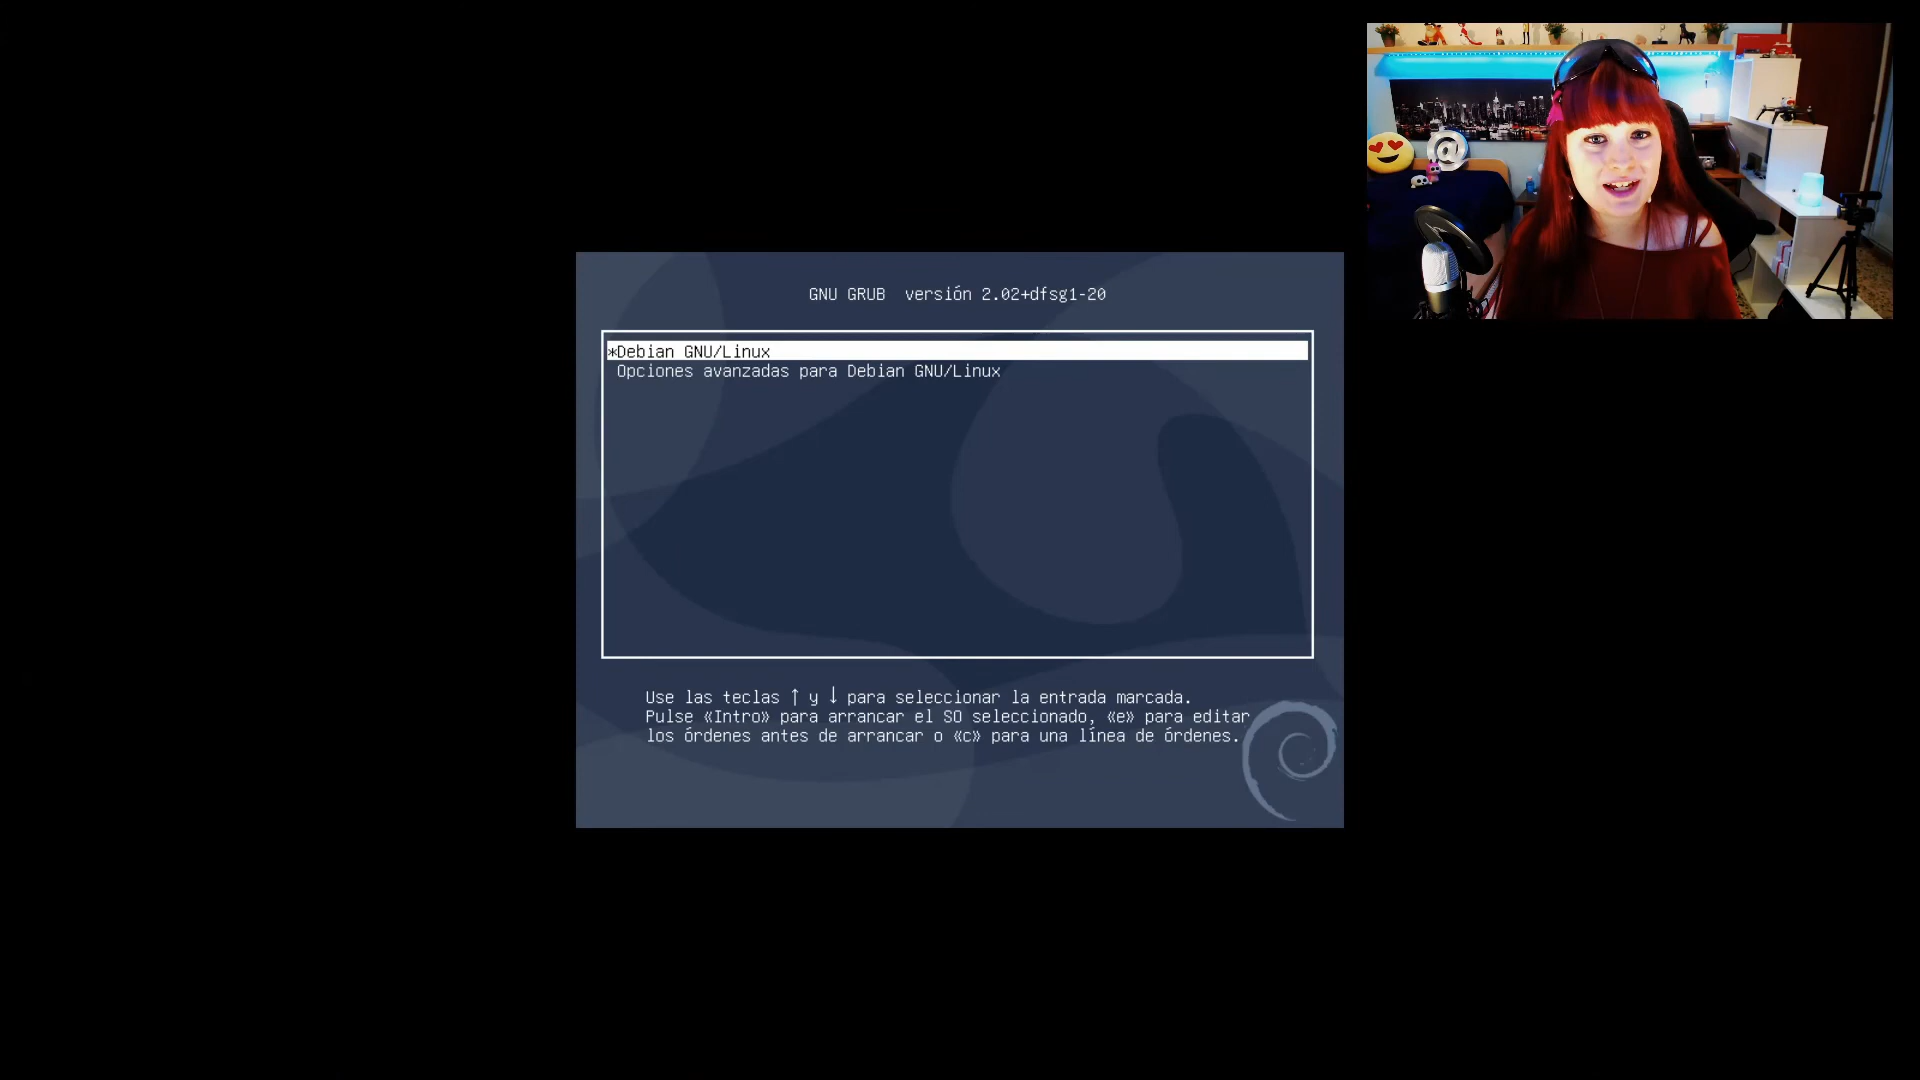 GNU GRUB versión 2.02+dfsg1-20
*Debian GNU/Linux
Opciones avanzadas para Debian GNU/Linux
Use las teclas ↑ y ↓ para seleccionar la entrada marcada.
Pulse «Intro» para arrancar el SO seleccionado, «e» para editar
los órdenes antes de arrancar o «c» para una línea de órdenes.
@